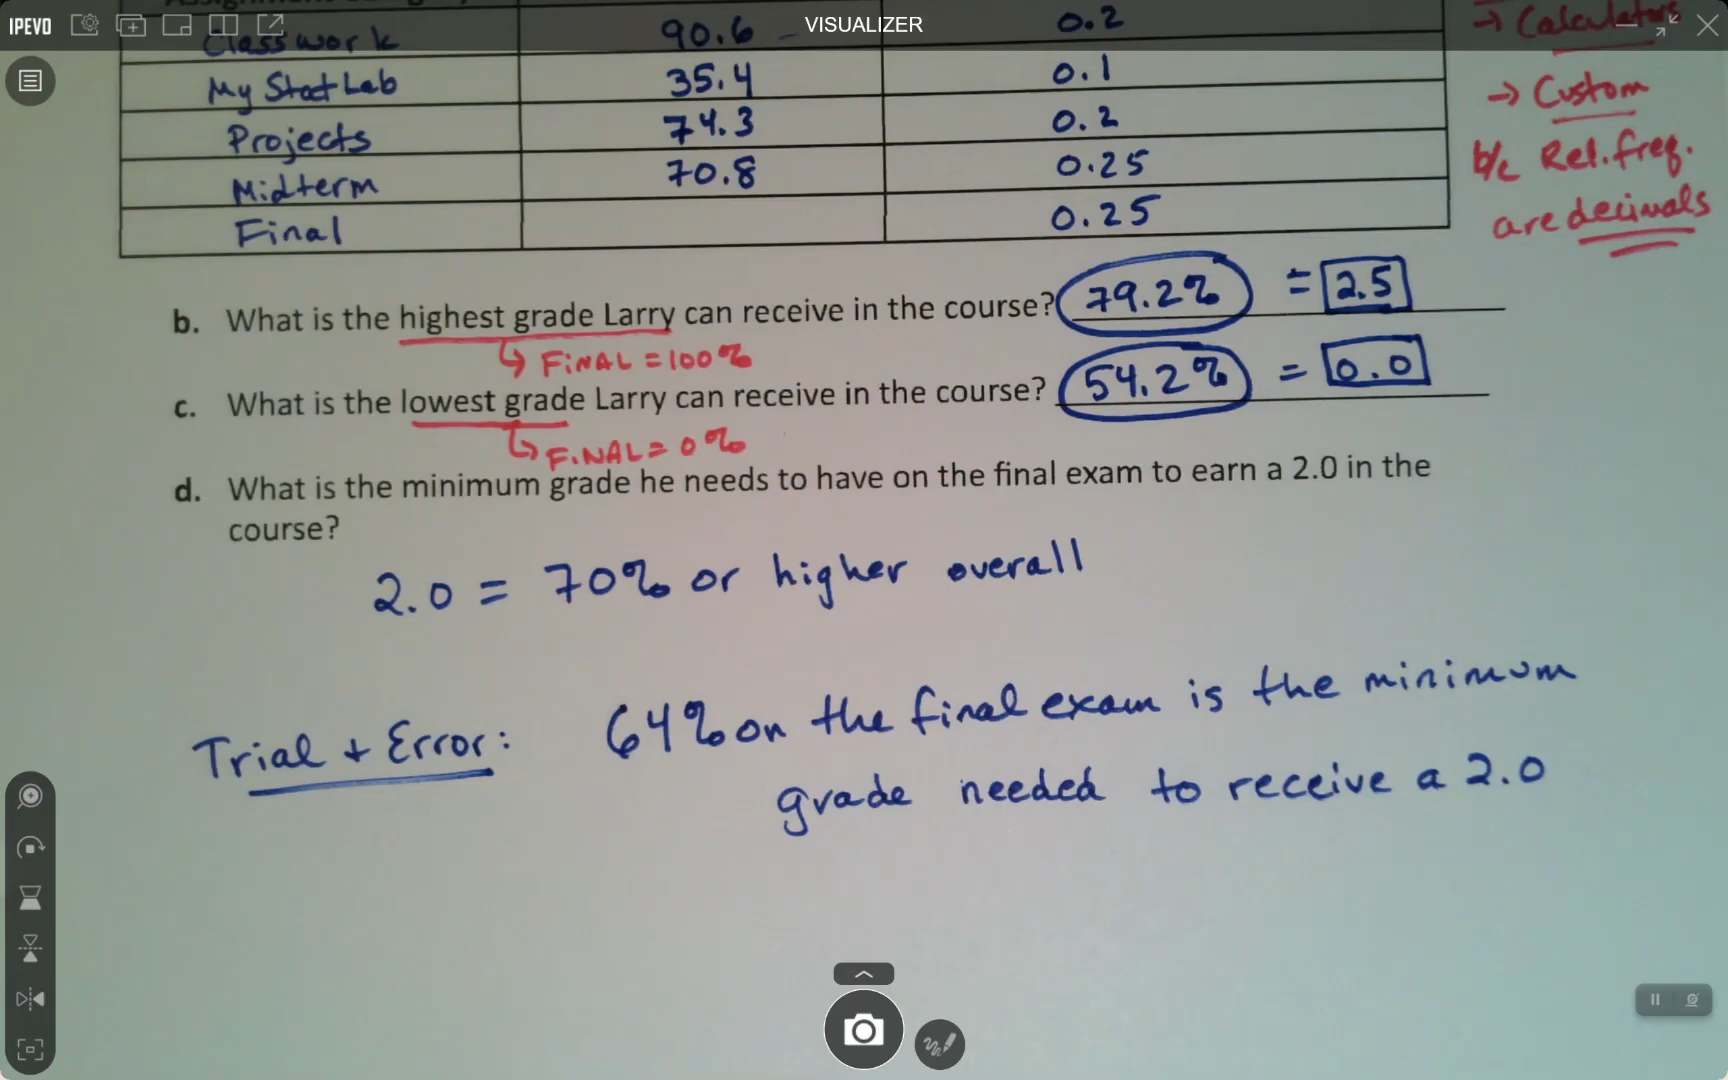 IPEVO VISUALIZER
Classwork 90.6 0.2
My StatLab 35.4 0.1
Projects 74.3 0.2
Midterm 70.8 0.25
Final 0.25
→ Calculators
→ Custom
b/c Rel. freq.
are decimals
b. What is the highest grade Larry can receive in the course? 79.2% = 2.5
↳ FINAL = 100%
c. What is the lowest grade Larry can receive in the course? 54.2% = 0.0
↳ FINAL = 0%
d. What is the minimum grade he needs to have on the final exam to earn a 2.0 in the
course?
2.0 = 70% or higher overall
Trial + Error: 64% on the final exam is the minimum
grade needed to receive a 2.0